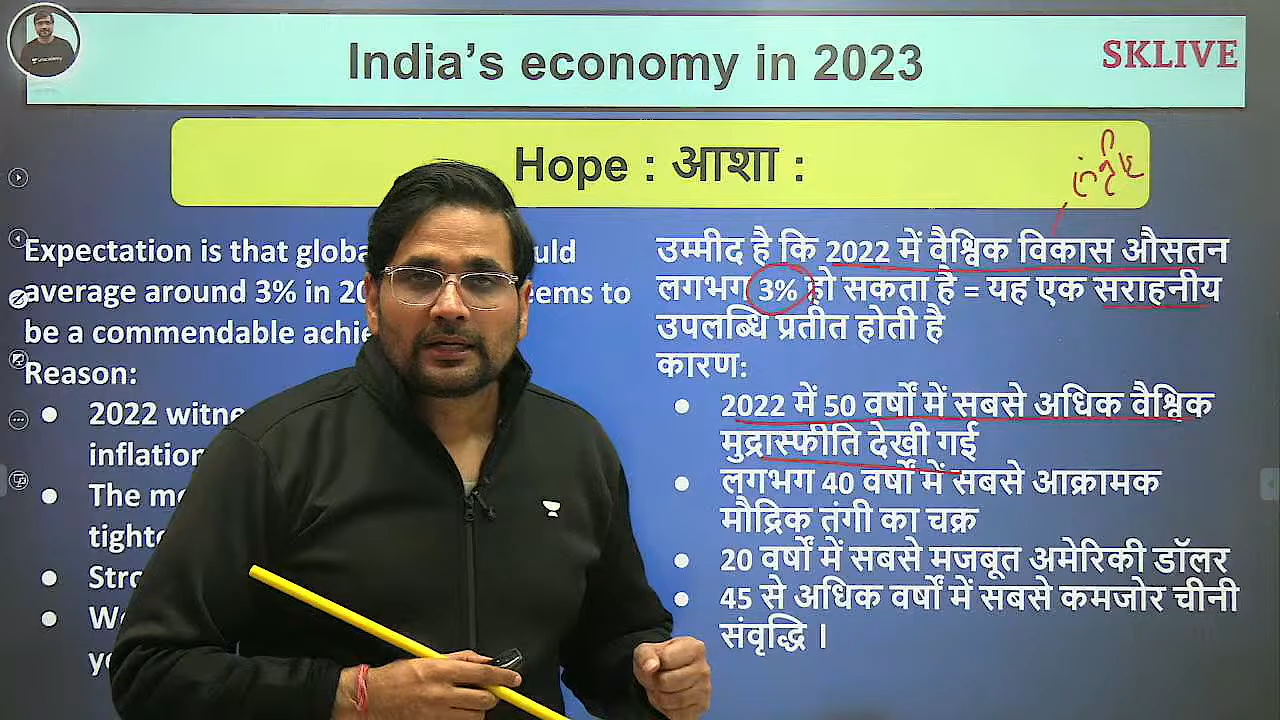 India's economy in 2023
SKLIVE
Hope : आशा :
Expectation is that globa uld
average around 3% in 20 eems to
be a commendable achie
Reason:
2022 witne
inflation
The mo
tighte
Stro
We
ye
उम्मीद है कि 2022 में वैश्विक विकास औसतन
लगभग 3% हो सकता है = यह एक सराहनीय
उपलब्धि प्रतीत होती है
कारण:
2022 में 50 वर्षों में सबसे अधिक वैश्विक
मुद्रास्फीति देखी गई
लगभग 40 वर्षों में सबसे आक्रामक
मौद्रिक तंगी का चक्र
20 वर्षों में सबसे मजबूत अमेरिकी डॉलर
45 से अधिक वर्षों में सबसे कमजोर चीनी
संवृद्धि ।